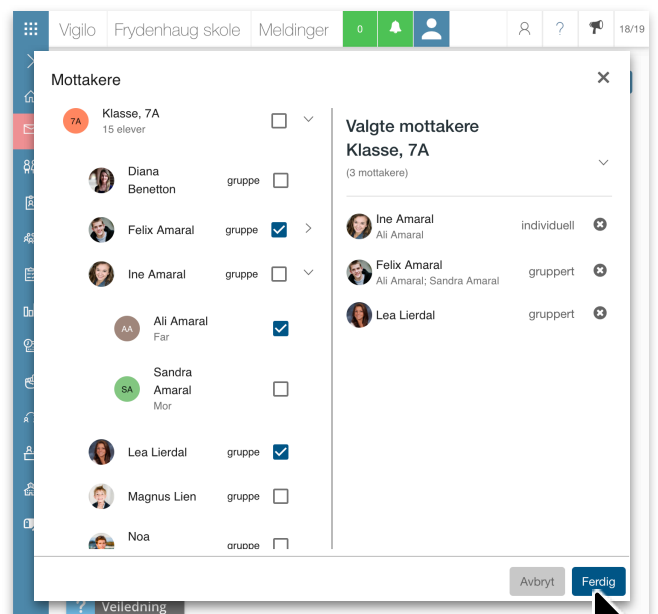 Vigilo
Frydenhaug skole
Meldinger
0
?
18/19
Mottakere
7A
Klasse, 7A
15 elever
Diana
Benetton
gruppe
Felix Amaral
gruppe
Ine Amaral
gruppe
AA
Ali Amaral
Far
SA
Sandra
Amaral
Mor
Lea Lierdal
gruppe
Magnus Lien
gruppe
Noa
gruppe
Valgte mottakere
Klasse, 7A
(3 mottakere)
Ine Amaral
Ali Amaral
individuell
Felix Amaral
Ali Amaral; Sandra Amaral
gruppert
Lea Lierdal
gruppert
Avbryt
Ferdig
? Veiledning